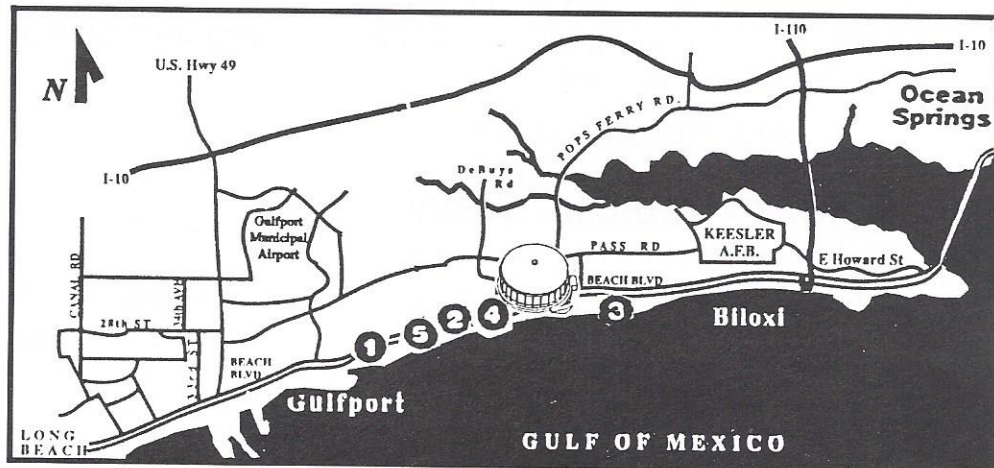 I-110
I-10
U.S. Hwy 49
N
Ocean
Springs
POPS FERRY RD.
I-10
DeBuys
Rd
Gulfport
Municipal
Airport
KEESLER
A.F.B.
PASS RD
E Howard St
CANAL RD
34th AVE
BEACH BLVD
28th ST
1 5 2 4
3
Biloxi
BEACH
BLVD
Gulfport
LONG
BEACH
GULF OF MEXICO